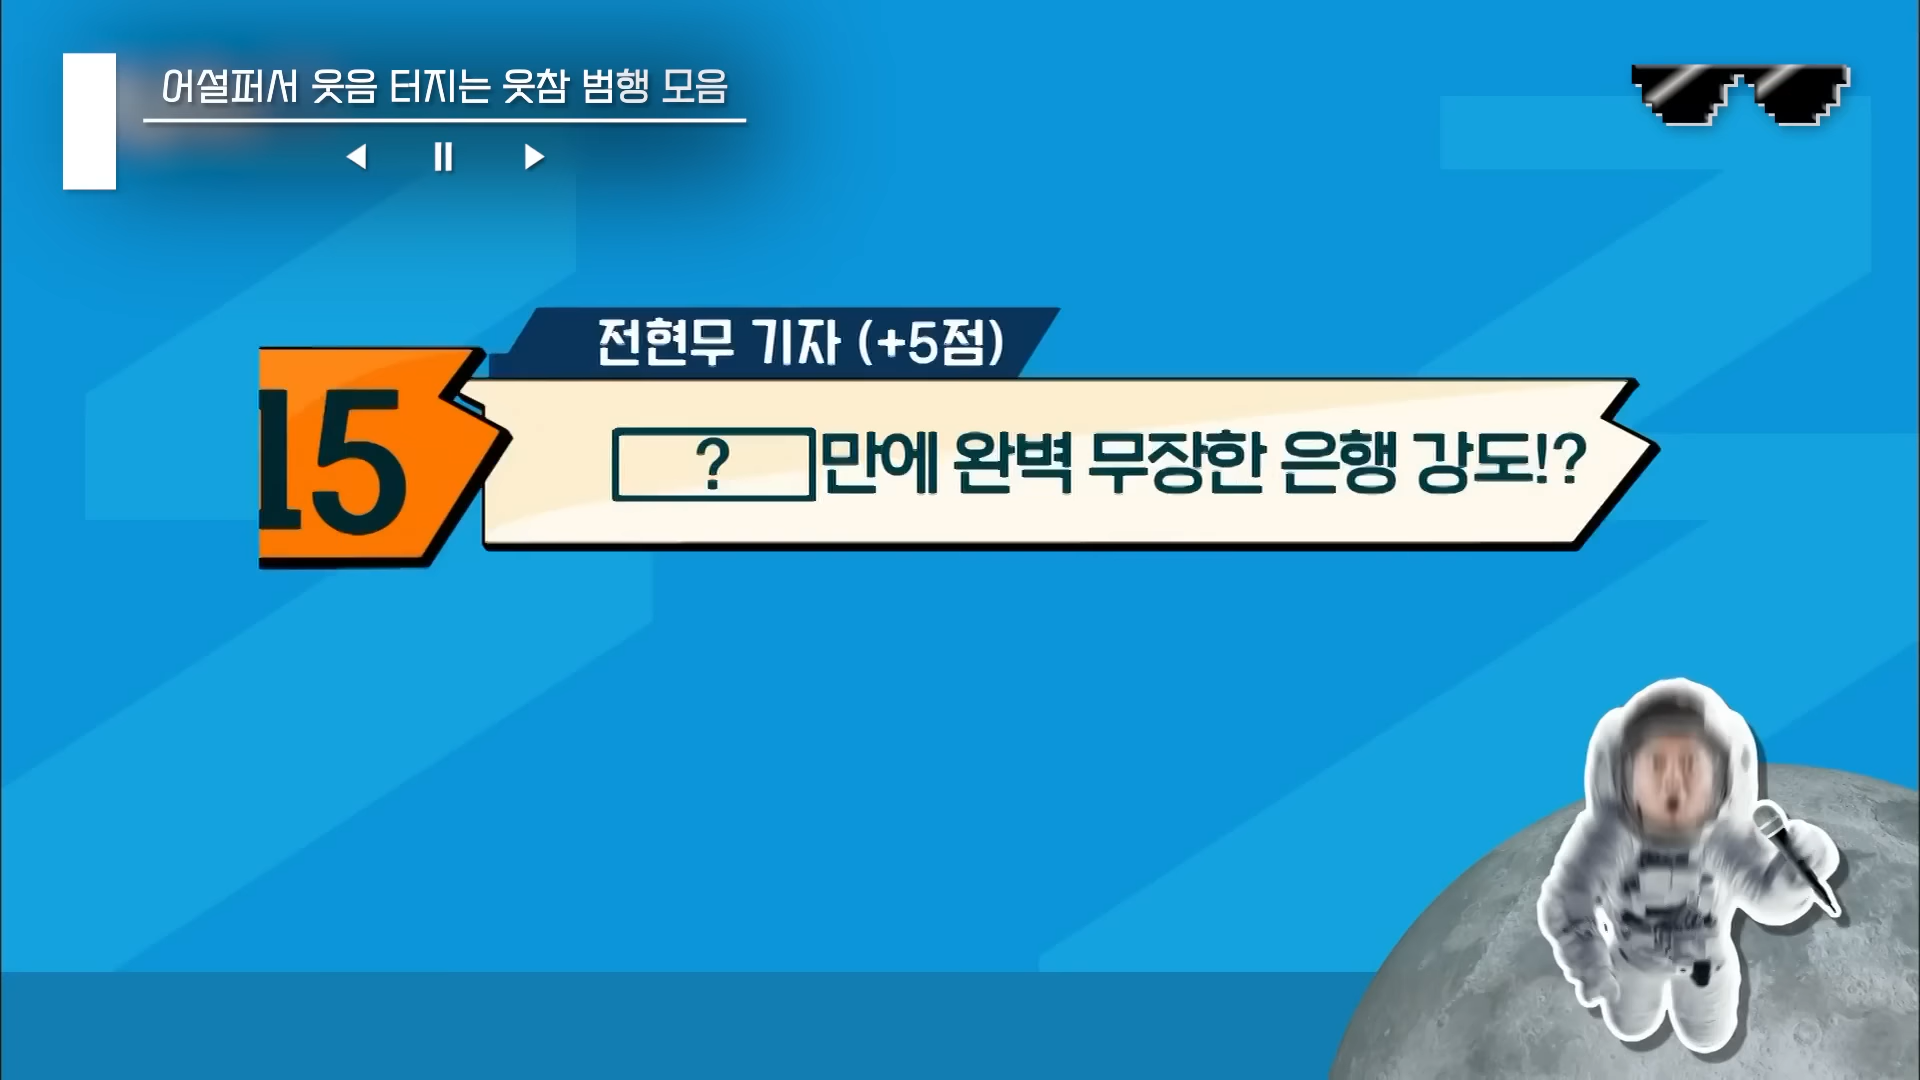 어설퍼서 웃음 터지는 웃참 범행 모음
전현무 기자 (+5점)
15
? 만에 완벽 무장한 은행 강도!?